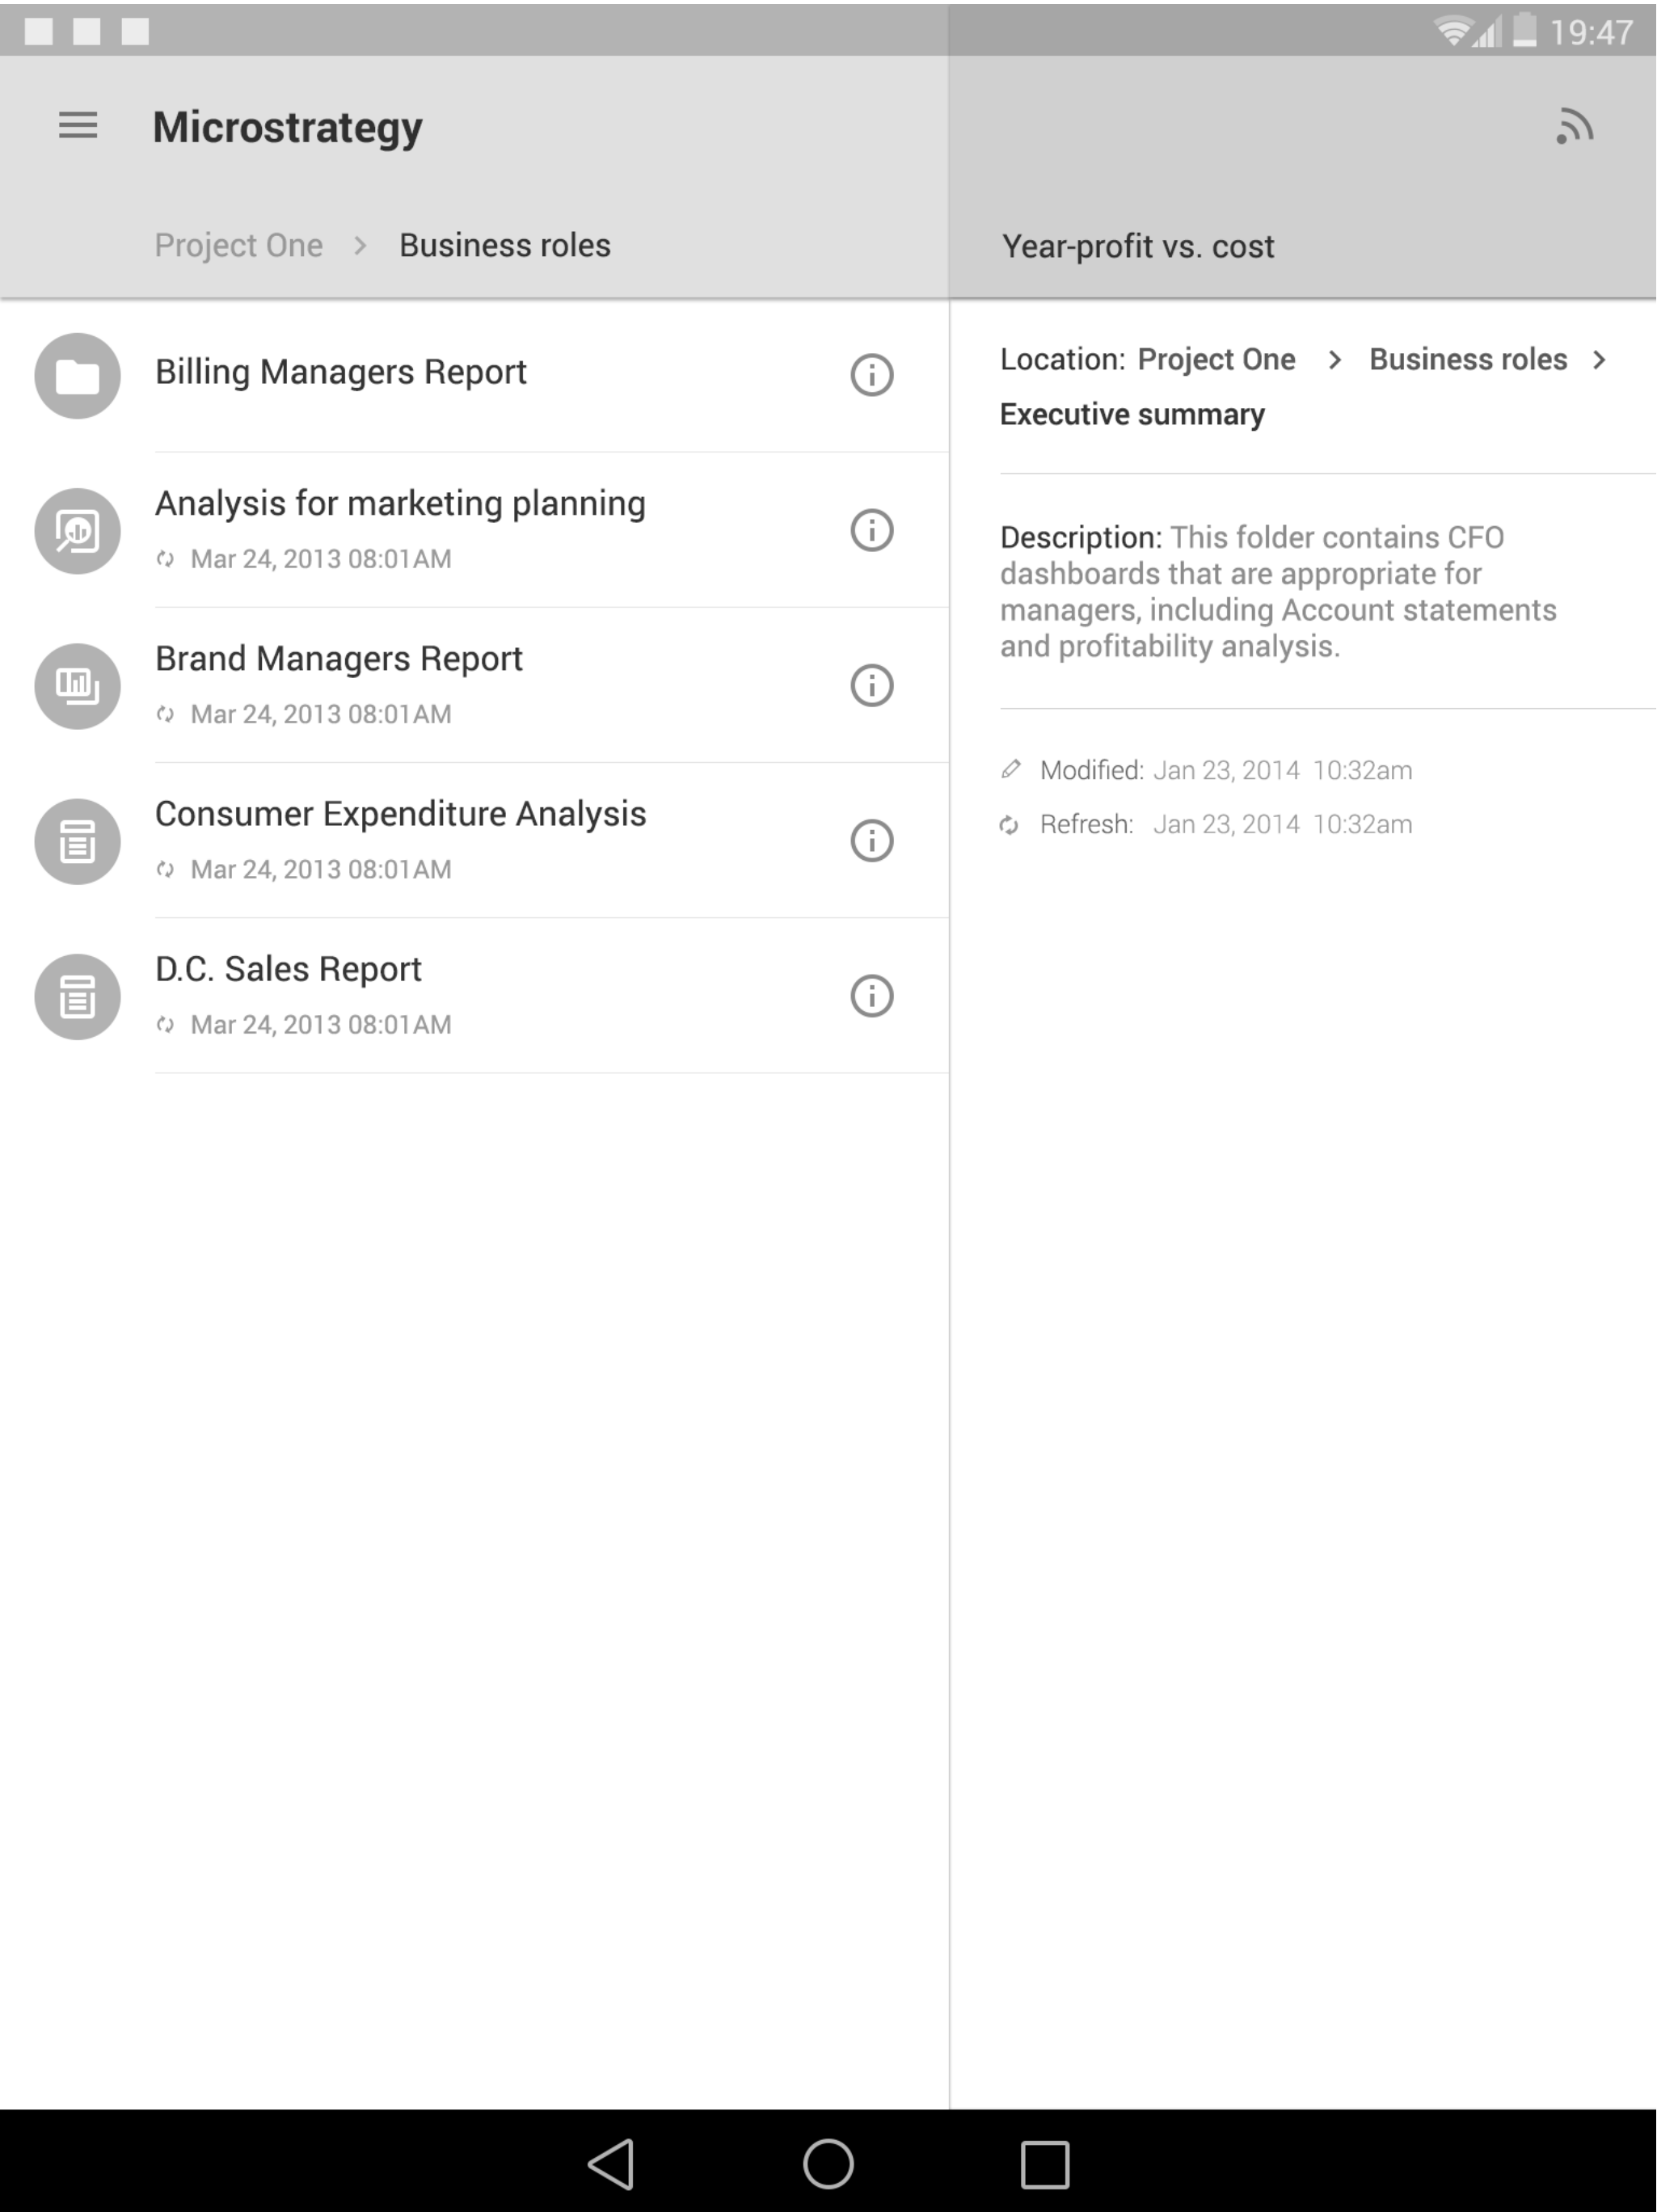 19:47
Microstrategy
Project One > Business roles
Year-profit vs. cost
Billing Managers Report
Analysis for marketing planning
Mar 24, 2013 08:01AM
Brand Managers Report
Mar 24, 2013 08:01AM
Consumer Expenditure Analysis
Mar 24, 2013 08:01AM
D.C. Sales Report
Mar 24, 2013 08:01AM
Location: Project One > Business roles >
Executive summary
Description: This folder contains CFO
dashboards that are appropriate for
managers, including Account statements
and profitability analysis.
Modified: Jan 23, 2014 10:32am
Refresh: Jan 23, 2014 10:32am